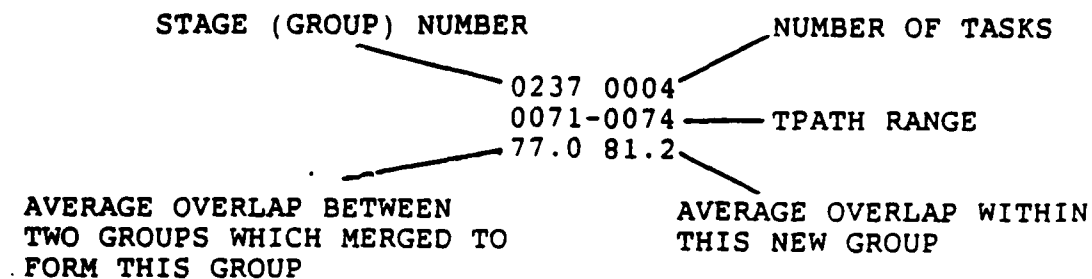 STAGE (GROUP) NUMBER
NUMBER OF TASKS
0237 0004
0071-0074
TPATH RANGE
77.0 81.2
AVERAGE OVERLAP BETWEEN
TWO GROUPS WHICH MERGED TO
FORM THIS GROUP
AVERAGE OVERLAP WITHIN
THIS NEW GROUP